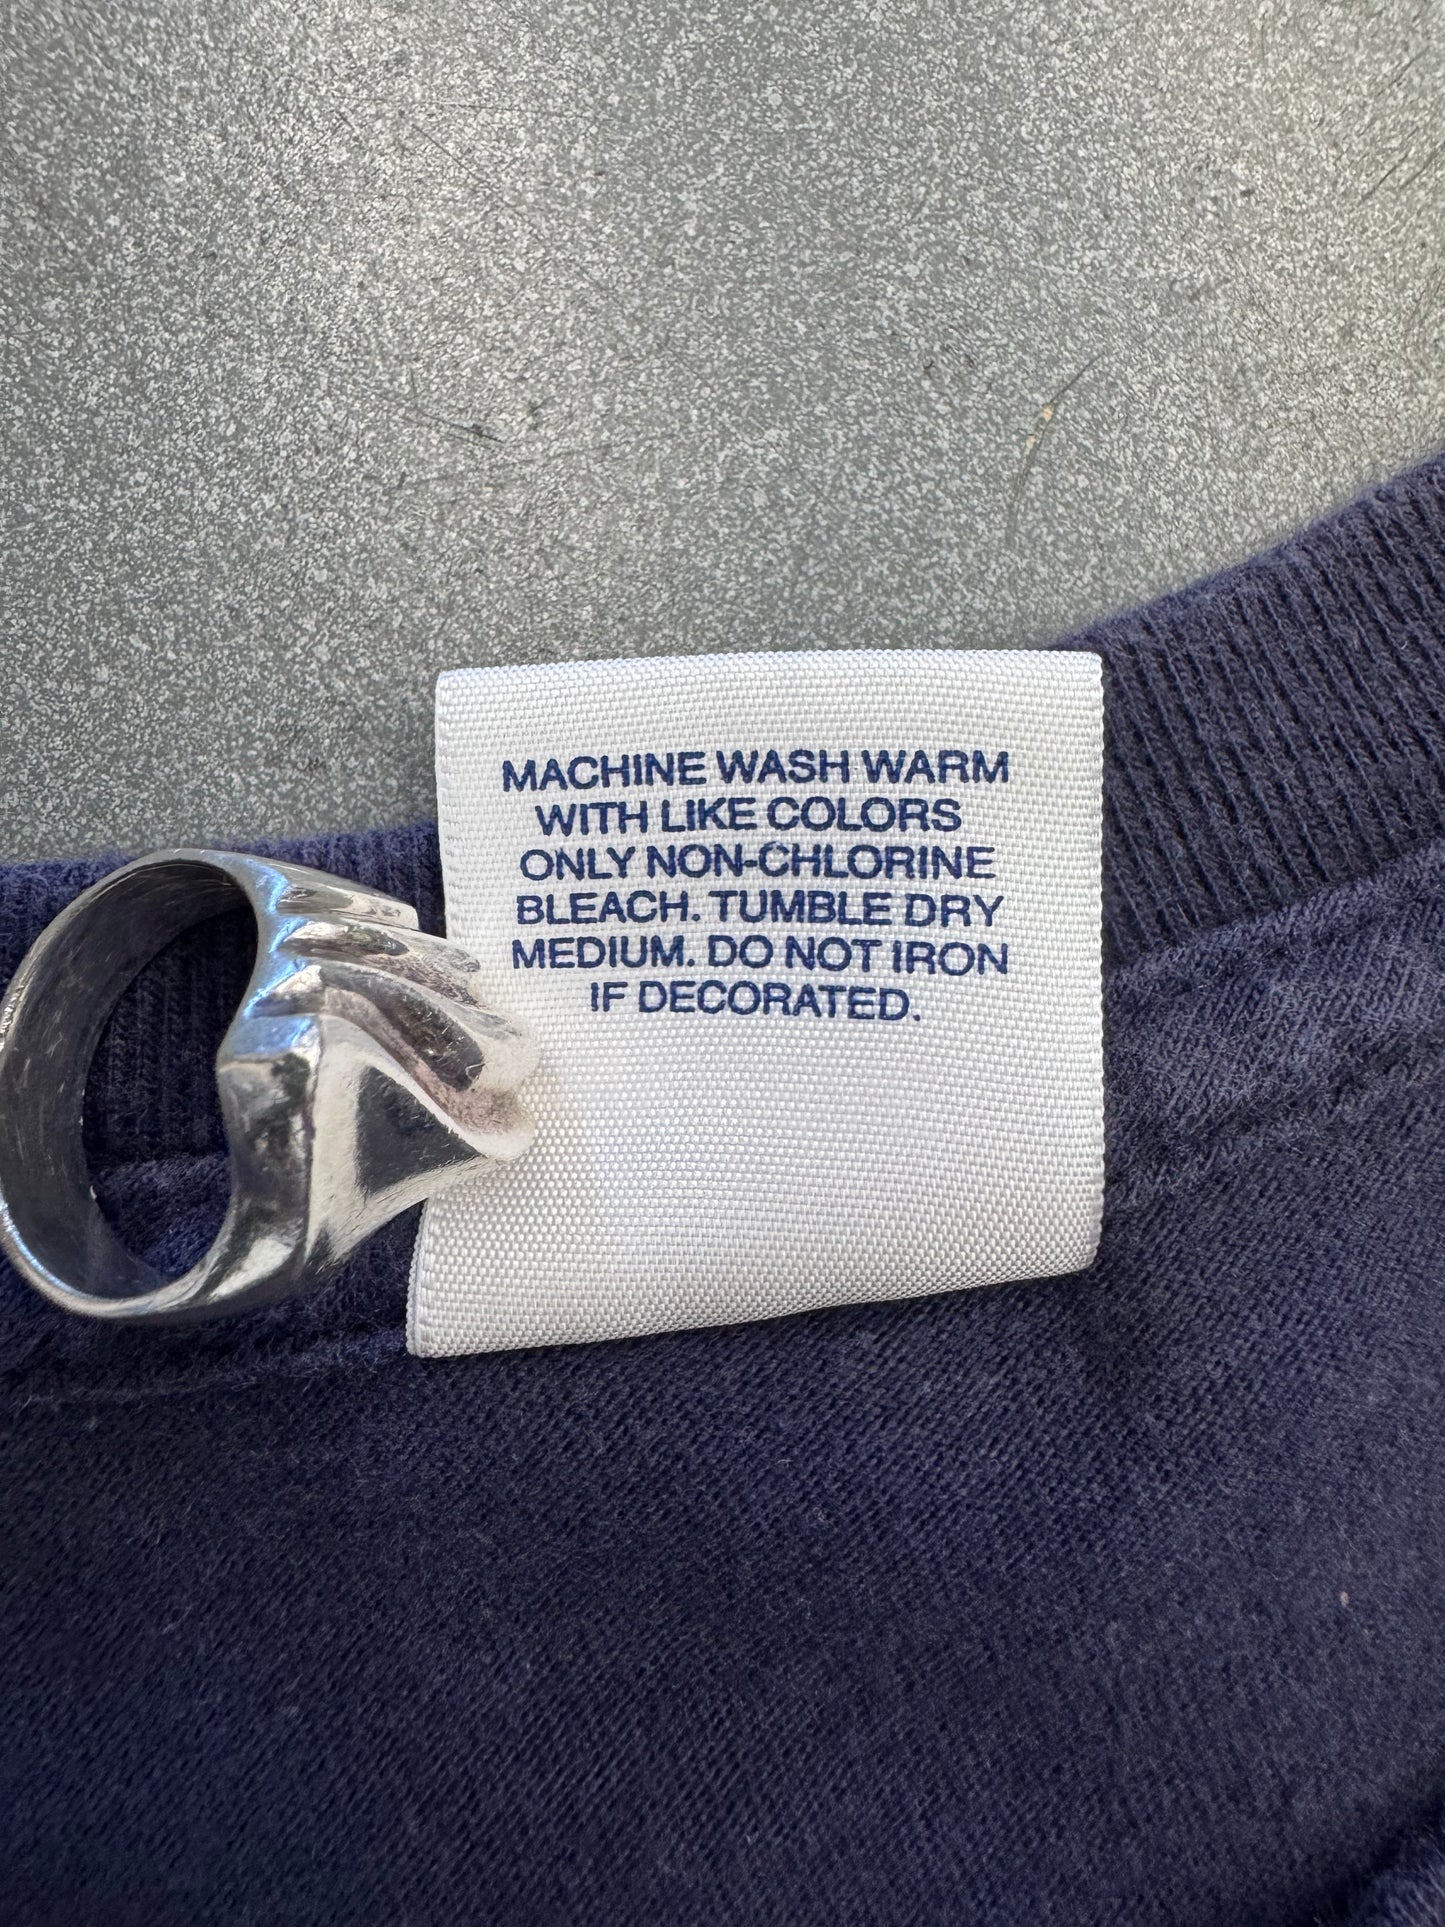 MACHINE WASH WARM
WITH LIKE COLORS
ONLY NON-CHLORINE
BLEACH. TUMBLE DRY
MEDIUM. DO NOT IRON
IF DECORATED.